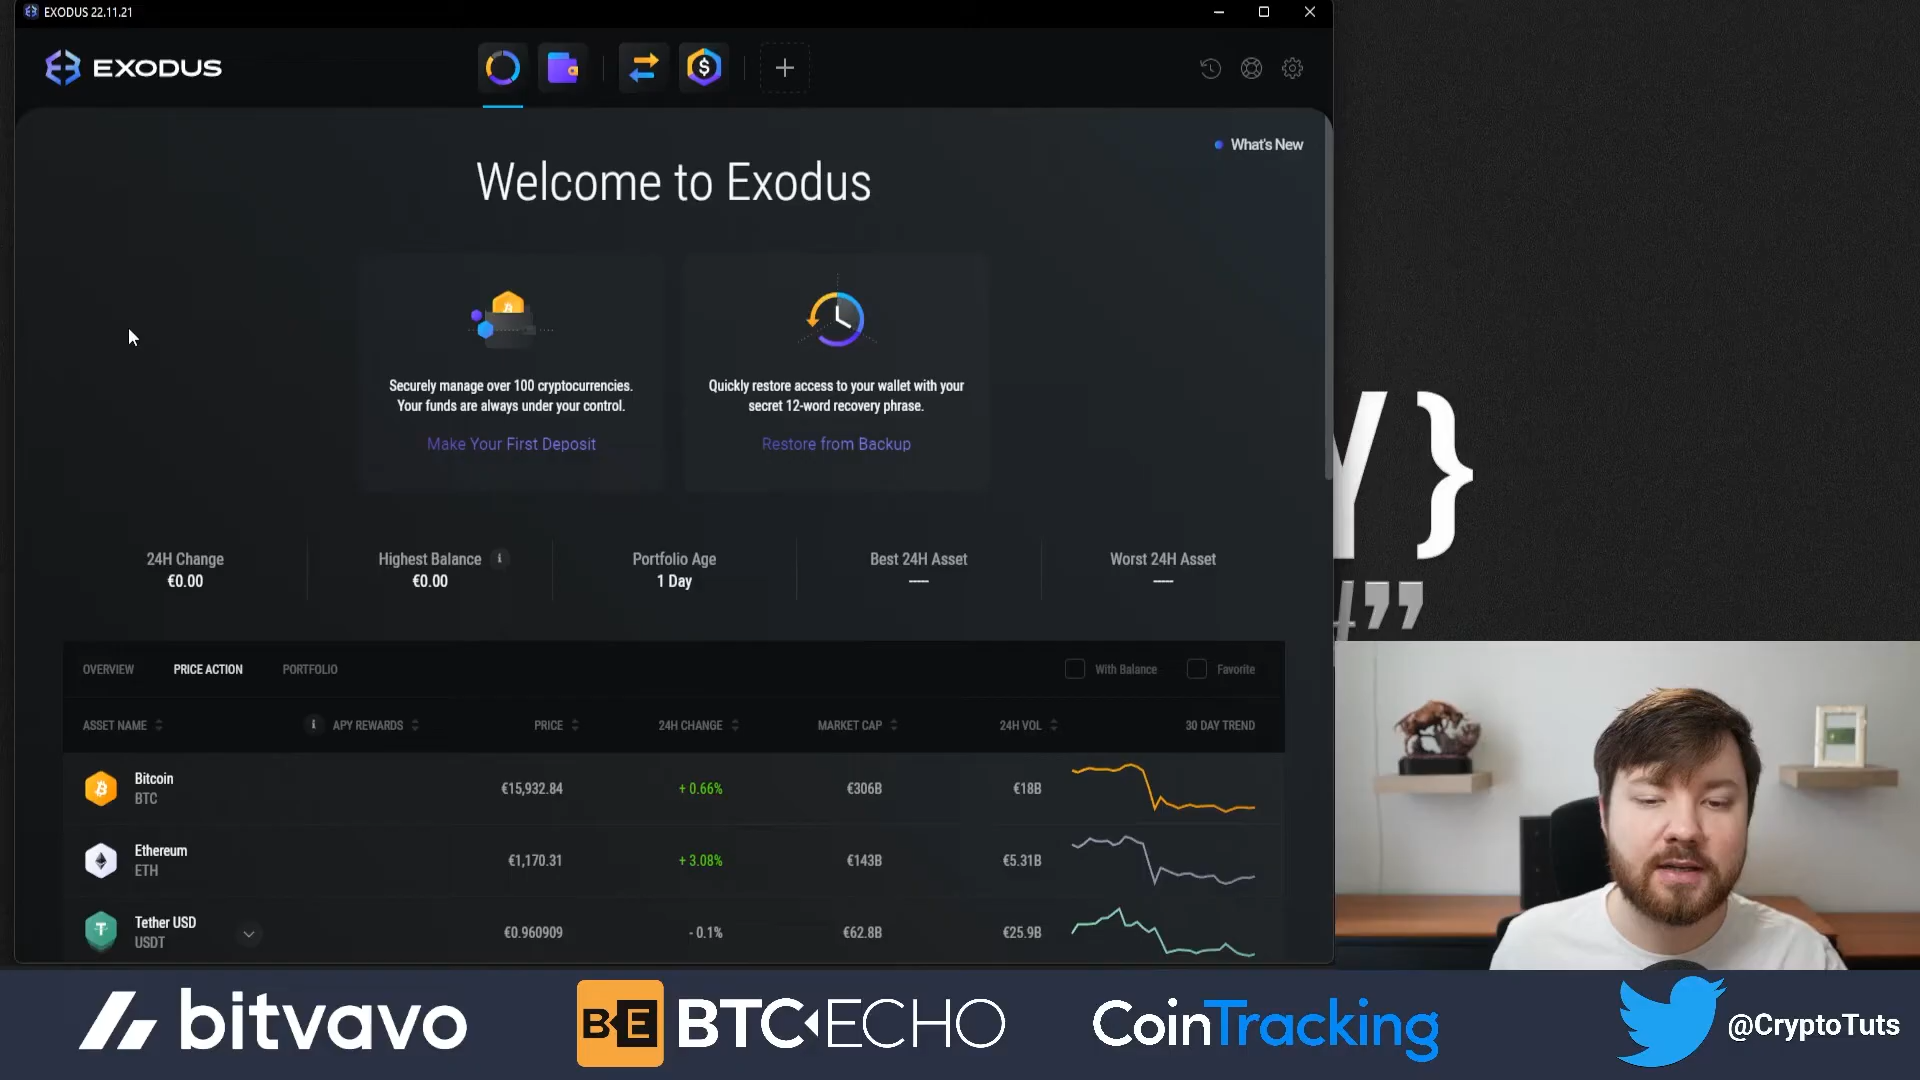 EXODUS 22.11.21
EXODUS
What's New
Welcome to Exodus
Securely manage over 100 cryptocurrencies.
Your funds are always under your control.
Make Your First Deposit
Quickly restore access to your wallet with your
secret 12-word recovery phrase.
Restore from Backup
24H Change
€0.00
Highest Balance
€0.00
Portfolio Age
1 Day
Best 24H Asset
Worst 24H Asset
OVERVIEW PRICE ACTION PORTFOLIO With Balance Favorite
ASSET NAME APY REWARDS PRICE 24H CHANGE MARKET CAP 24H VOL 30 DAY TREND
Bitcoin
BTC
€15,932.84 + 0.66% €306B €18B
Ethereum
ETH
€1,170.31 + 3.08% €143B €5.31B
Tether USD
USDT
€0.960909 - 0.1% €62.8B €25.9B
Y}
"
bitvavo
BE BTC ECHO
CoinTracking
@CryptoTuts